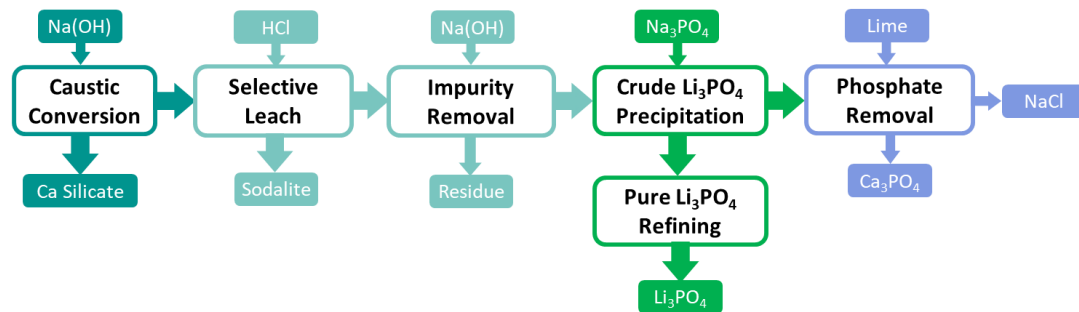 Na(OH)
HCl
Na(OH)
Na₃PO₄
Lime
Caustic
Conversion
Selective
Leach
Impurity
Removal
Crude Li₃PO₄
Precipitation
Phosphate
Removal
NaCl
Ca Silicate
Sodalite
Residue
Pure Li₃PO₄
Refining
Ca₃PO₄
Li₃PO₄